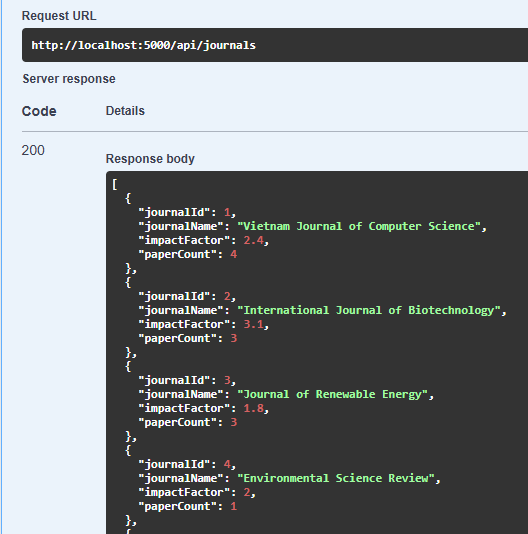 Request URL
http://localhost:5000/api/journals
Server response
Code Details
200
Response body
[
{
"journalId": 1,
"journalName": "Vietnam Journal of Computer Science",
"impactFactor": 2.4,
"paperCount": 4
},
{
"journalId": 2,
"journalName": "International Journal of Biotechnology",
"impactFactor": 3.1,
"paperCount": 3
},
{
"journalId": 3,
"journalName": "Journal of Renewable Energy",
"impactFactor": 1.8,
"paperCount": 3
},
{
"journalId": 4,
"journalName": "Environmental Science Review",
"impactFactor": 2,
"paperCount": 1
},
{